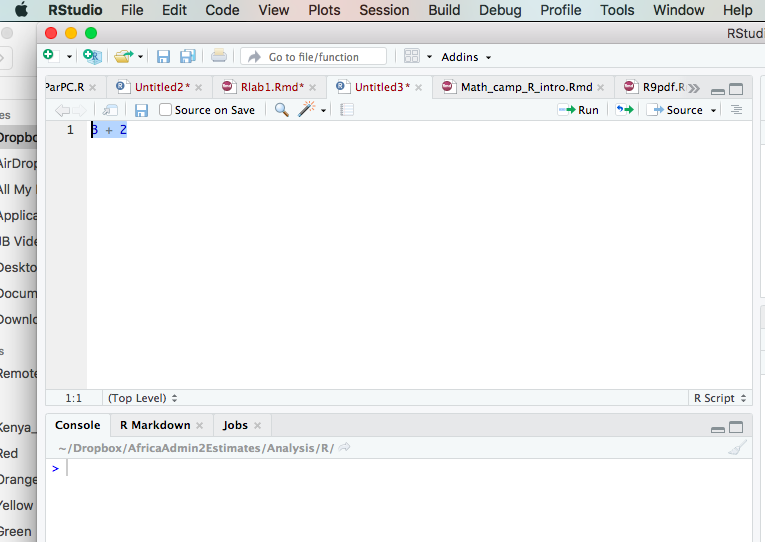 RStudio File Edit Code View Plots Session Build Debug Profile Tools Window Help
RStudi
Go to file/function Addins
ParPC.R Untitled2* Rlab1.Rmd* Untitled3* Math_camp_R_intro.Rmd R9pdf.R
Source on Save Run Source
1 3 + 2
es
Dropbo
AirDrop
All My
Applica
JB Vide
Deskto
Docum
Downlo
s
Remote
Kenya_
Red
Orange
Yellow
Green
1:1 (Top Level) R Script
Console R Markdown Jobs
~/Dropbox/AfricaAdmin2Estimates/Analysis/R/
>